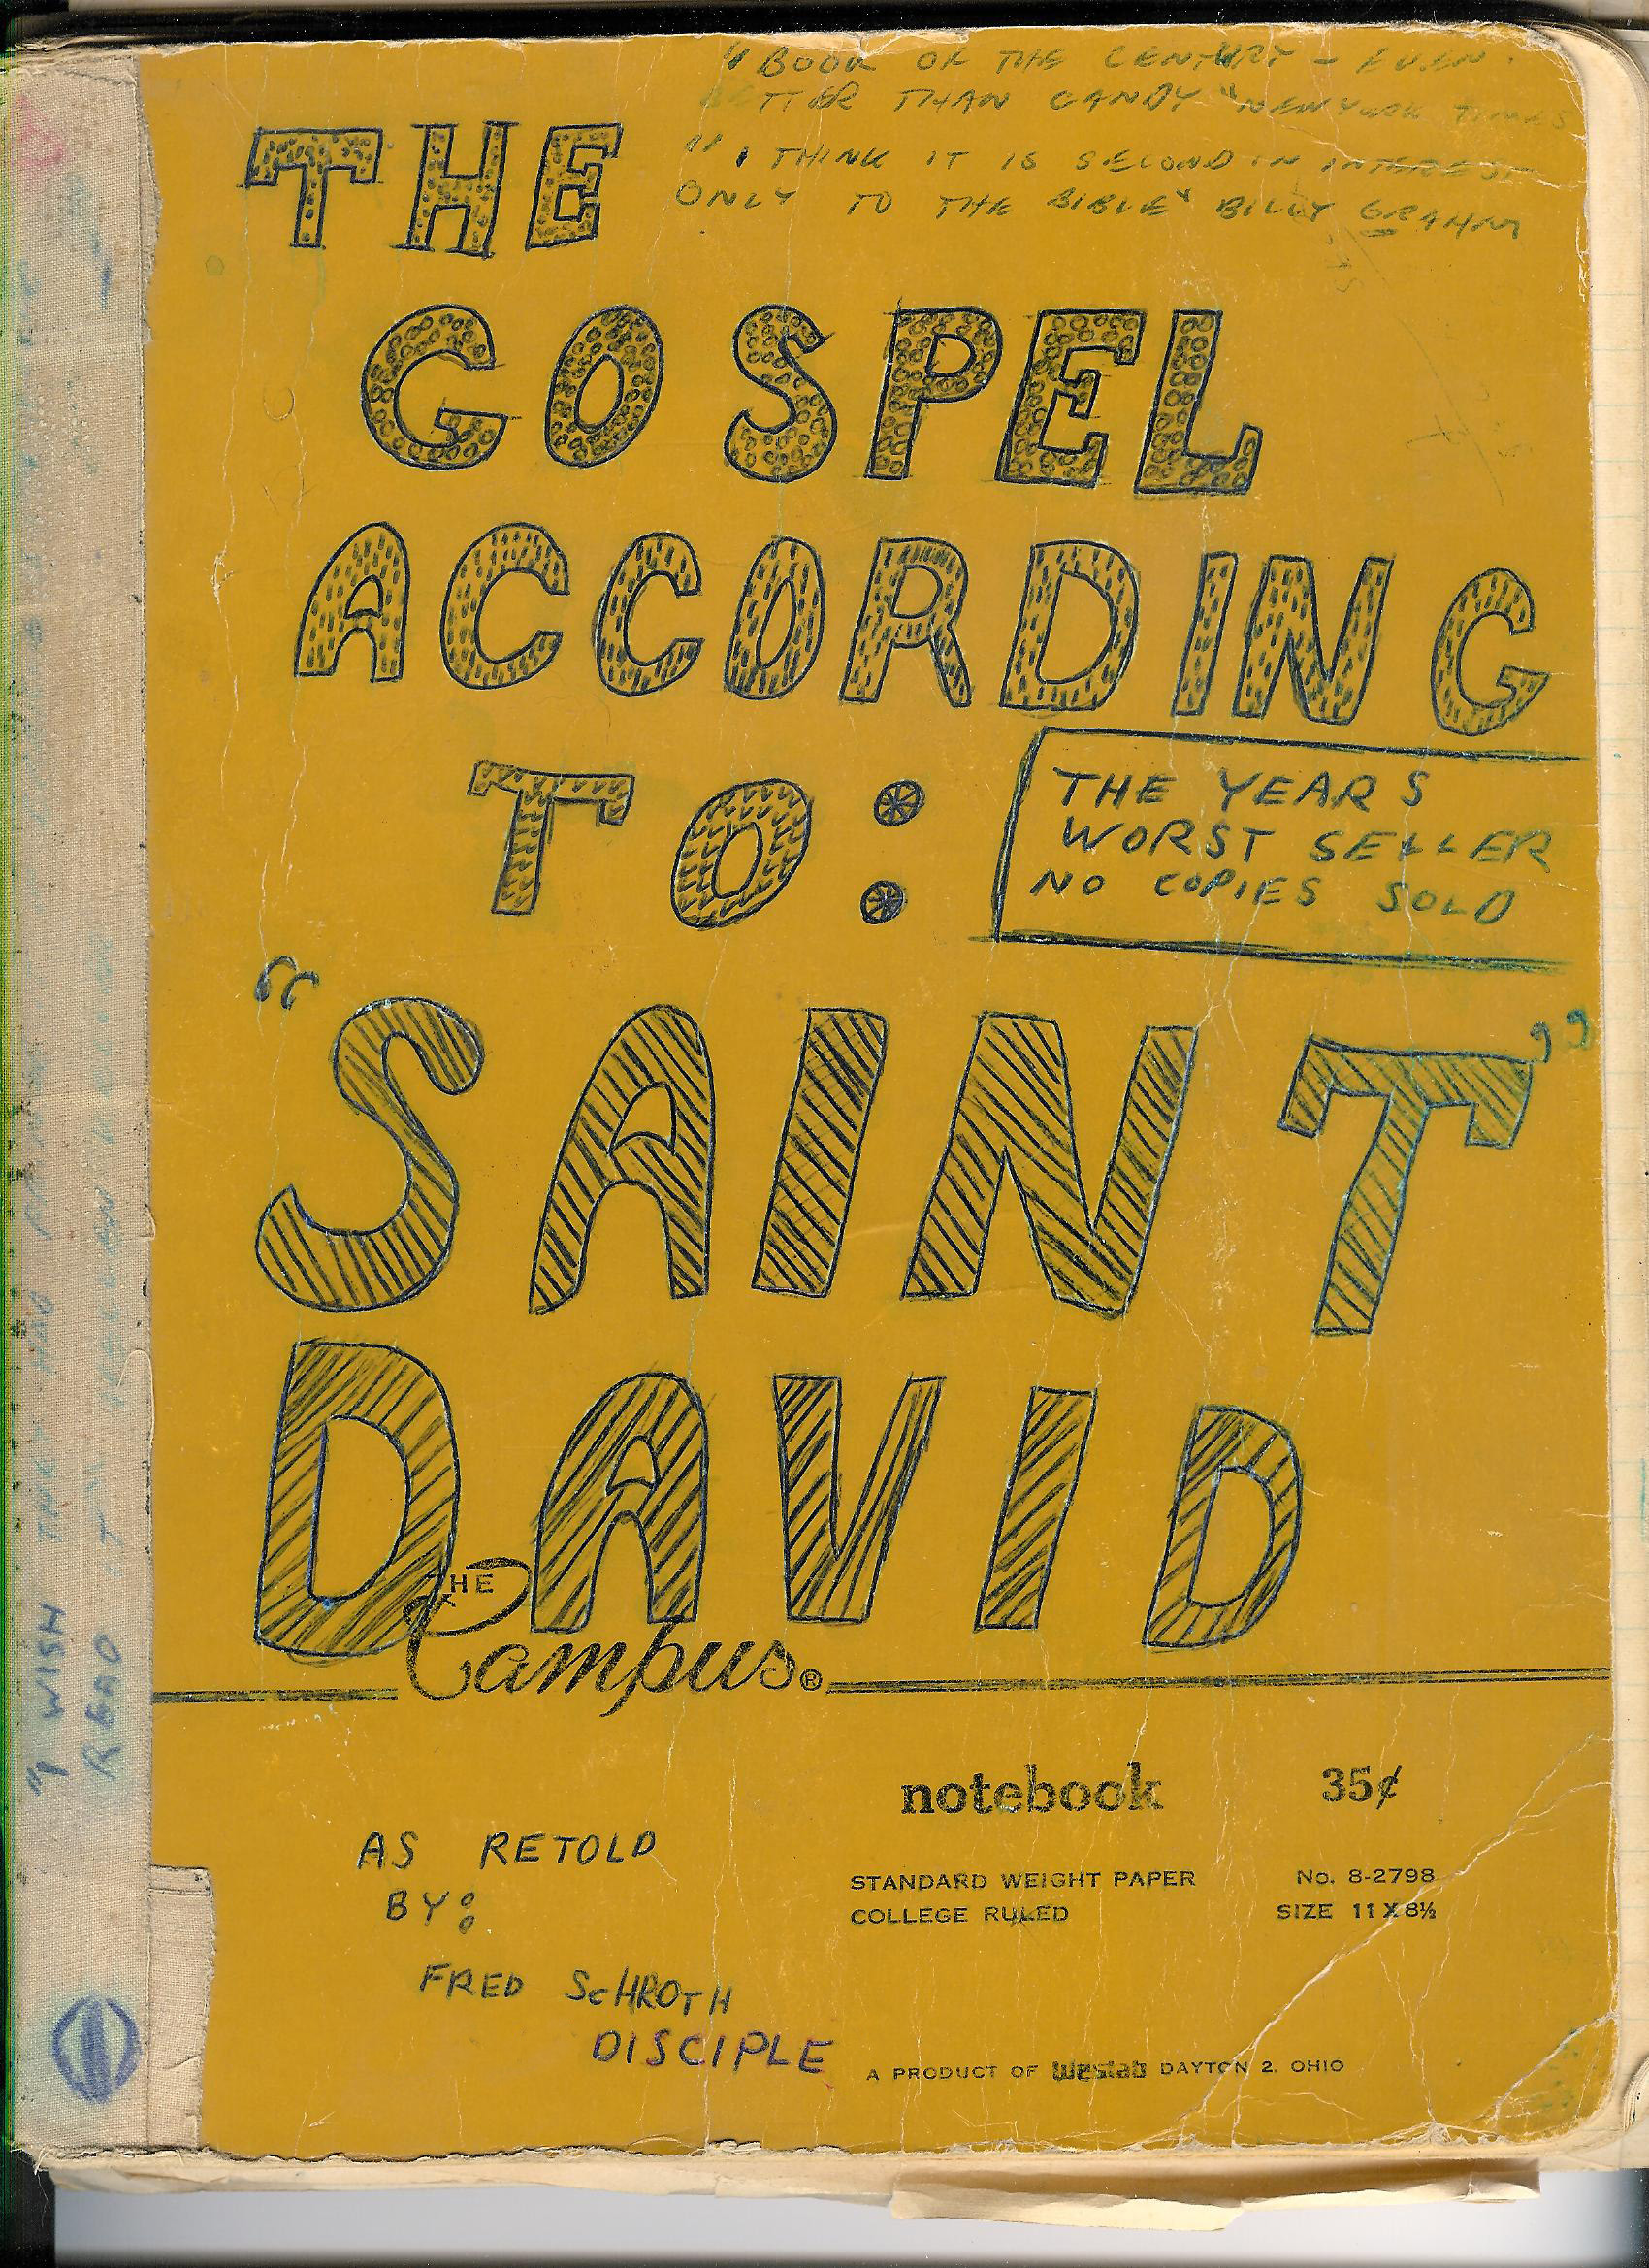 "BOOK OF THE CENTURY - EVEN
BETTER THAN CANDY" NEW YORK TIMES
"I THINK IT IS SECOND IN INTEREST
ONLY TO THE BIBLE" BILLY GRAHAM
THE
GOSPEL
ACCORDING
TO:
THE YEARS
WORST SELLER
NO COPIES SOLD
"SAINT"
DAVID
THE
Campus®
notebook 35¢
STANDARD WEIGHT PAPER No. 8-2798
COLLEGE RULED SIZE 11 X 8½
AS RETOLD
BY:
FRED ScHROTH
DISCIPLE
A PRODUCT OF Westab DAYTON 2, OHIO
"I WISH THEY HAD
READ IT